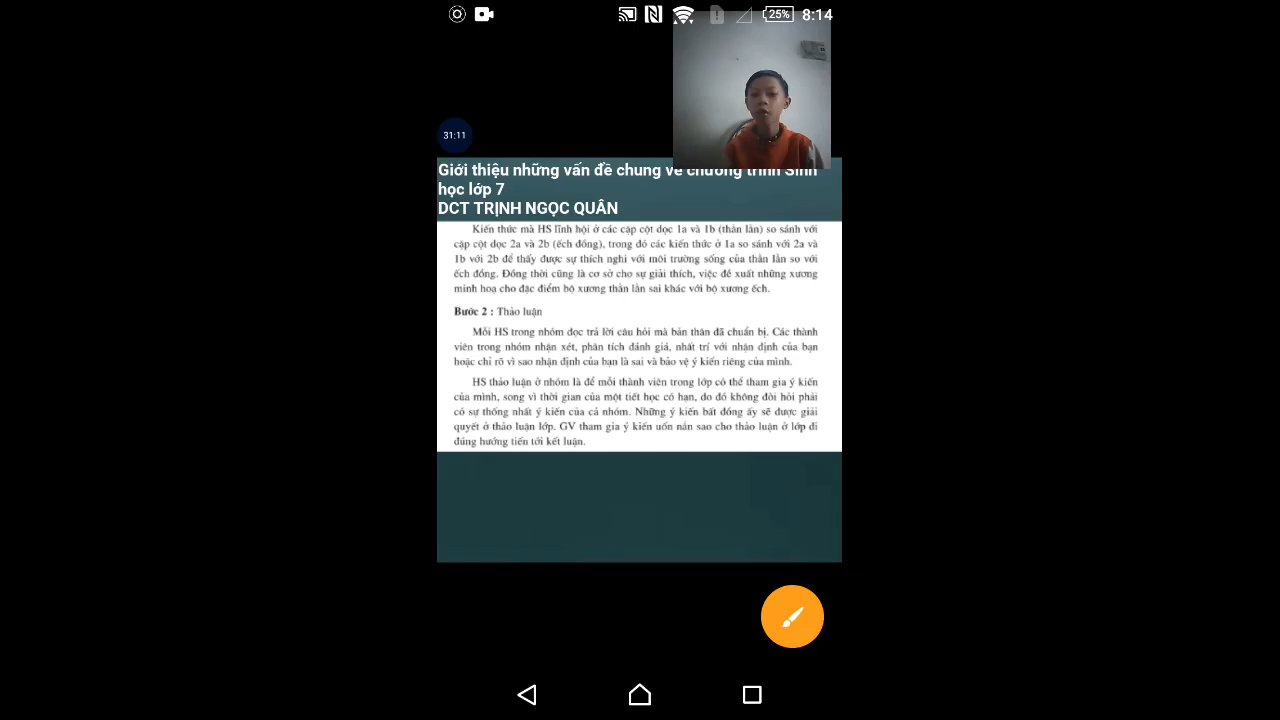 25%
8:14
31:11
Giới thiệu những vấn đề chung về chương trình Sinh
học lớp 7
DCT TRỊNH NGỌC QUÂN
Kiến thức mà HS lĩnh hội ở các cặp cột dọc 1a và 1b (thằn lằn) so sánh với
cặp cột dọc 2a và 2b (ếch đồng), trong đó các kiến thức ở 1a so sánh với 2a và
1b với 2b để thấy được sự thích nghi với môi trường sống của thằn lằn so với
ếch đồng. Đồng thời cũng là cơ sở cho sự giải thích, việc đề xuất những xương
minh hoạ cho đặc điểm bộ xương thằn lằn sai khác với bộ xương ếch.
Bước 2 : Thảo luận
Mỗi HS trong nhóm đọc trả lời câu hỏi mà bản thân đã chuẩn bị. Các thành
viên trong nhóm nhận xét, phân tích đánh giá, nhất trí với nhận định của bạn
hoặc chỉ rõ vì sao nhận định của bạn là sai và bảo vệ ý kiến riêng của mình.
HS thảo luận ở nhóm là để mỗi thành viên trong lớp có thể tham gia ý kiến
của mình, song vì thời gian của một tiết học có hạn, do đó không đòi hỏi phải
có sự thống nhất ý kiến của cả nhóm. Những ý kiến bất đồng ấy sẽ được giải
quyết ở thảo luận lớp. GV tham gia ý kiến uốn nắn sao cho thảo luận ở lớp đi
đúng hướng tiến tới kết luận.